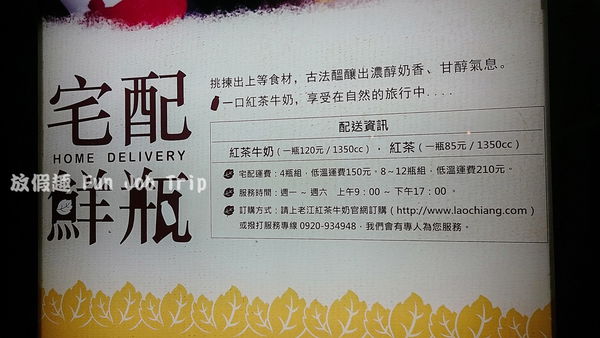 宅配
HOME DELIVERY
鮮瓶
放假趣 Fun Job Trip
挑揀出上等食材，古法醞釀出濃醇奶香、甘醇氣息。
一口紅茶牛奶，享受在自然的旅行中....
配送資訊
紅茶牛奶（一瓶120元 / 1350cc）．紅茶（一瓶85元 / 1350cc）
宅配運費：4瓶組，低溫運費150元。8～12瓶組，低溫運費210元。
服務時間：週一 ～ 週六　上午9：00 ～ 下午17：00 。
訂購方式：請上老江紅茶牛奶官網訂購（http://www.laochiang.com）
或撥打服務專線 0920-934948，我們會有專人為您服務。